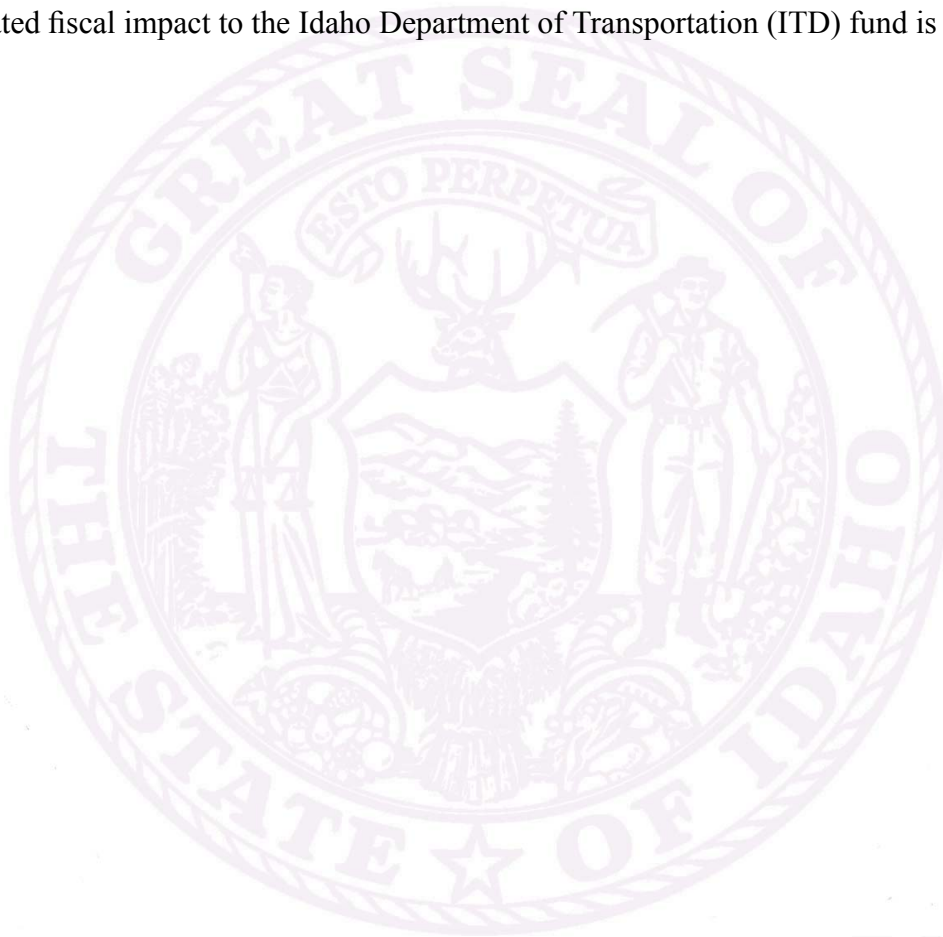 ted fiscal impact to the Idaho Department of Transportation (ITD) fund is
GREAT SEAL OF
ESTO PERPETUA
THE STATE OF IDAHO